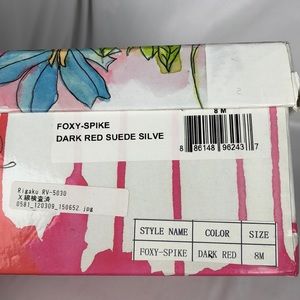 8 M
FOXY-SPIKE
DARK RED SUEDE SILVE
8 86148 96243 7
Rigaku RV-5030
X線検査済
0581_120309_150652.jpg
STYLE NAME COLOR SIZE
FOXY-SPIKE DARK RED 8M